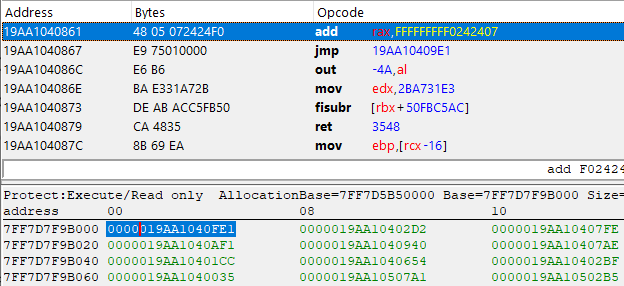 Address Bytes Opcode
19AA1040861 48 05 072424F0 add rax,FFFFFFFFF0242407
19AA1040867 E9 75010000 jmp 19AA10409E1
19AA104086C E6 B6 out -4A,al
19AA104086E BA E331A72B mov edx,2BA731E3
19AA1040873 DE AB ACC5FB50 fisubr [rbx+50FBC5AC]
19AA1040879 CA 4835 ret 3548
19AA104087C 8B 69 EA mov ebp,[rcx-16]
add F02424
Protect:Execute/Read only AllocationBase=7FF7D5B50000 Base=7FF7D7F9B000 Size=
address 00 08 10
7FF7D7F9B000 0000019AA1040FE1 0000019AA10402D2 0000019AA10407FE
7FF7D7F9B020 0000019AA1040AF1 0000019AA1040940 0000019AA10407AE
7FF7D7F9B040 0000019AA10401CC 0000019AA1040654 0000019AA10402BF
7FF7D7F9B060 0000019AA1040035 0000019AA10507A1 0000019AA10502B5